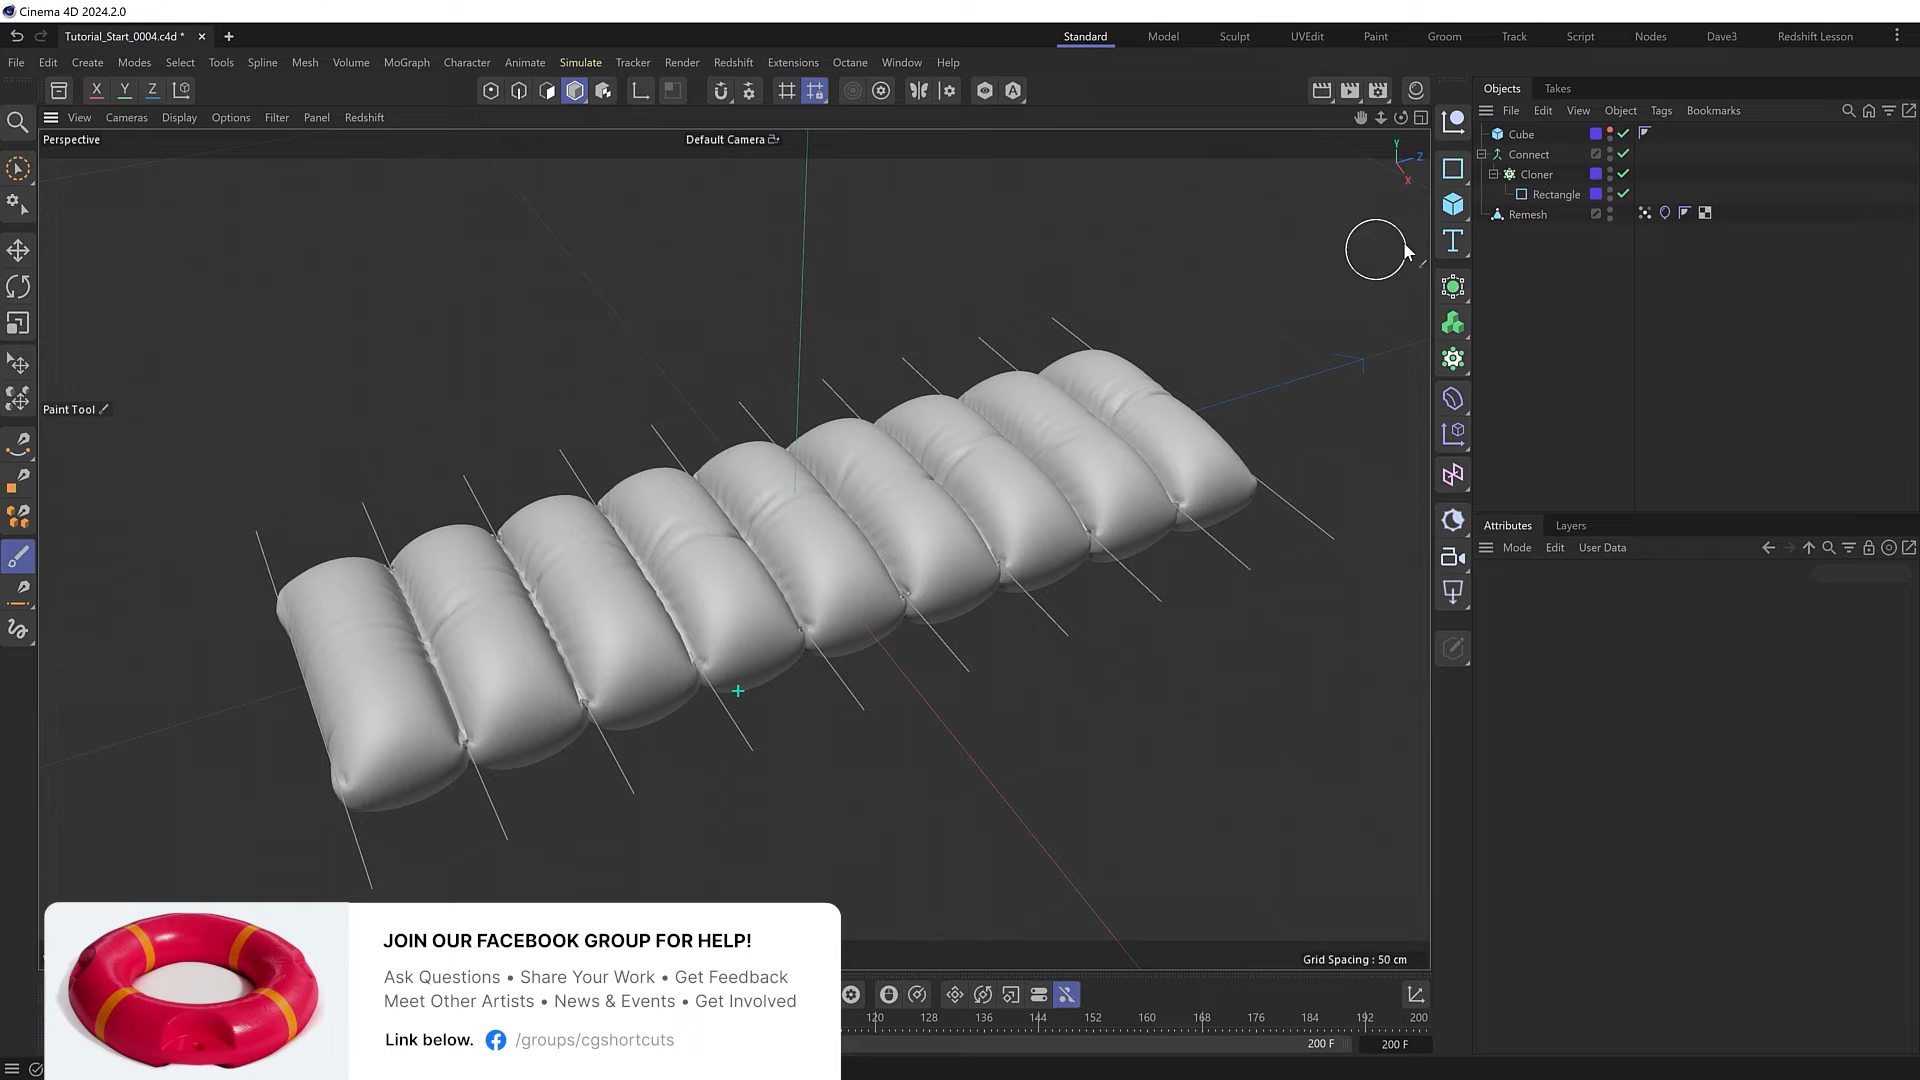 Cinema 4D 2024.2.0
Tutorial_Start_0004.c4d *
Standard Model Sculpt UVEdit Paint Groom Track Script Nodes Dave3 Redshift Lesson
File Edit Create Modes Select Tools Spline Mesh Volume MoGraph Character Animate Simulate Tracker Render Redshift Extensions Octane Window Help
X Y Z
Objects Takes
View Cameras Display Options Filter Panel Redshift
File Edit View Object Tags Bookmarks
Perspective
Default Camera
Y
Z
X
Cube
Connect
Cloner
Rectangle
Remesh
Paint Tool
Attributes Layers
Mode Edit User Data
Grid Spacing : 50 cm
JOIN OUR FACEBOOK GROUP FOR HELP!
Ask Questions • Share Your Work • Get Feedback
Meet Other Artists • News & Events • Get Involved
Link below. /groups/cgshortcuts
120 128 136 144 152 160 168 176 184 192 200
200 F 200 F